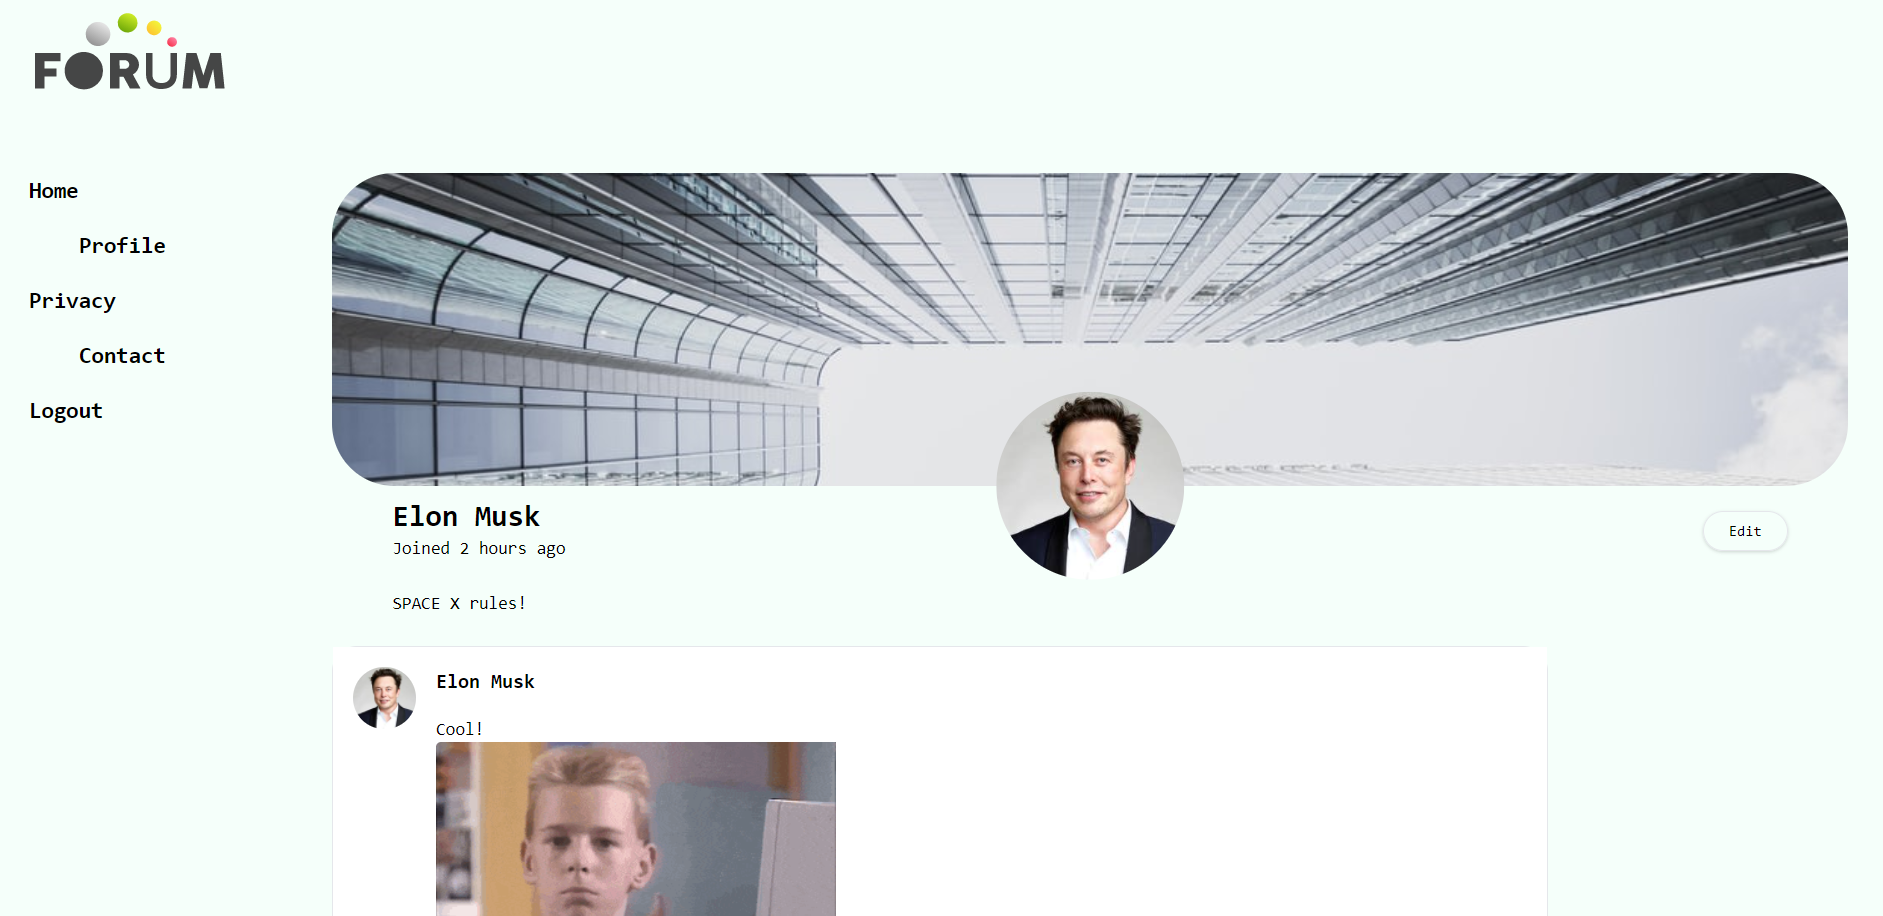 FORUM
Home
Profile
Privacy
Contact
Logout
Elon Musk
Joined 2 hours ago
Edit
SPACE X rules!
Elon Musk
Cool!